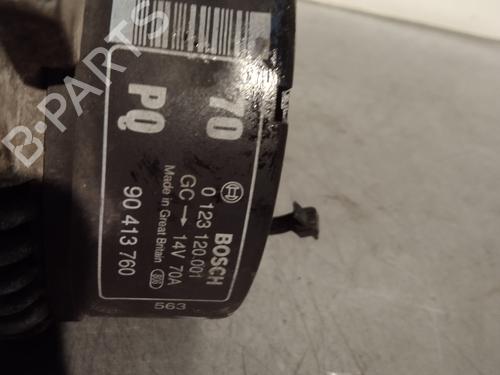 70
PQ
BOSCH
0 123 120.001
GC → 14V 70A
Made in Great Britain
90 413 760
563
B-PARTS